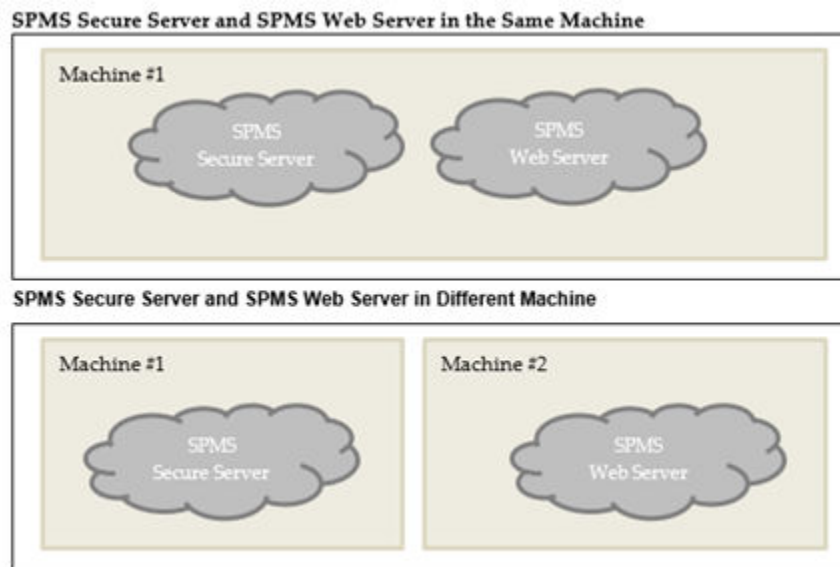 SPMS Secure Server and SPMS Web Server in the Same Machine
Machine #1
SPMS
Secure Server
SPMS
Web Server
SPMS Secure Server and SPMS Web Server in Different Machine
Machine #1
SPMS
Secure Server
Machine #2
SPMS
Web Server